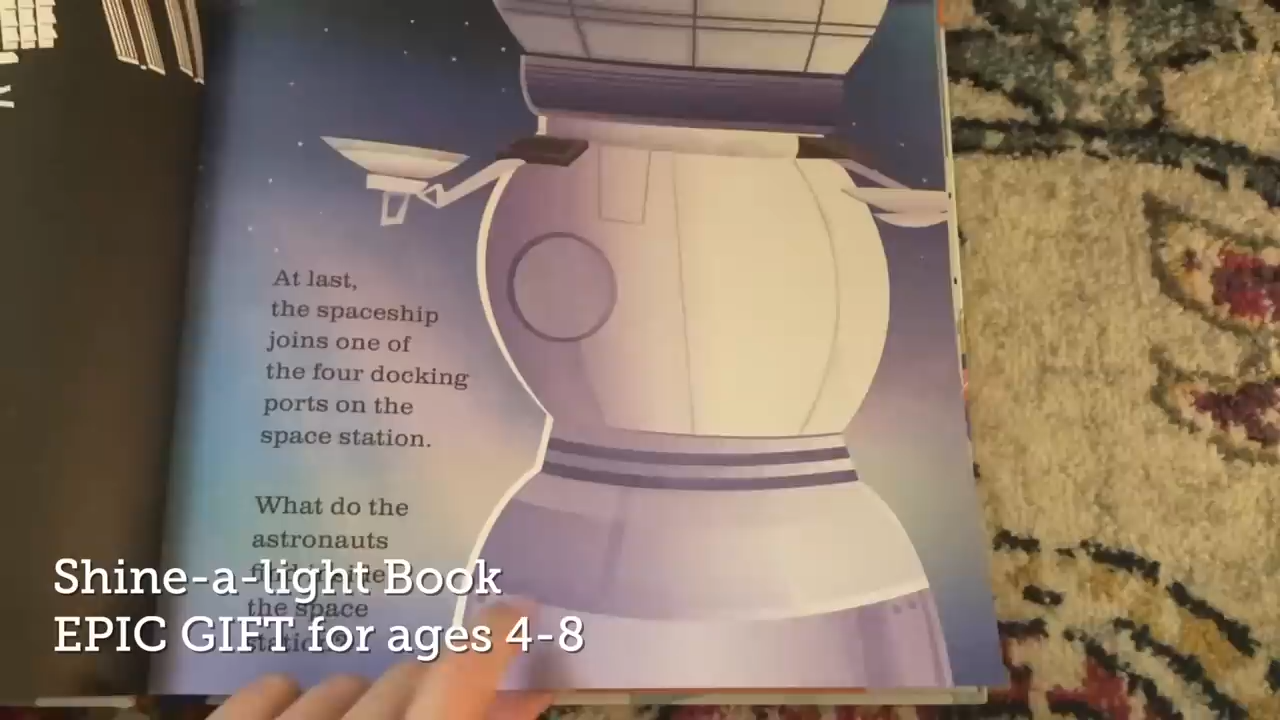 At last,
the spaceship
joins one of
the four docking
ports on the
space station.
What do the
astronauts
the space
Shine-a-light Book
EPIC GIFT for ages 4-8